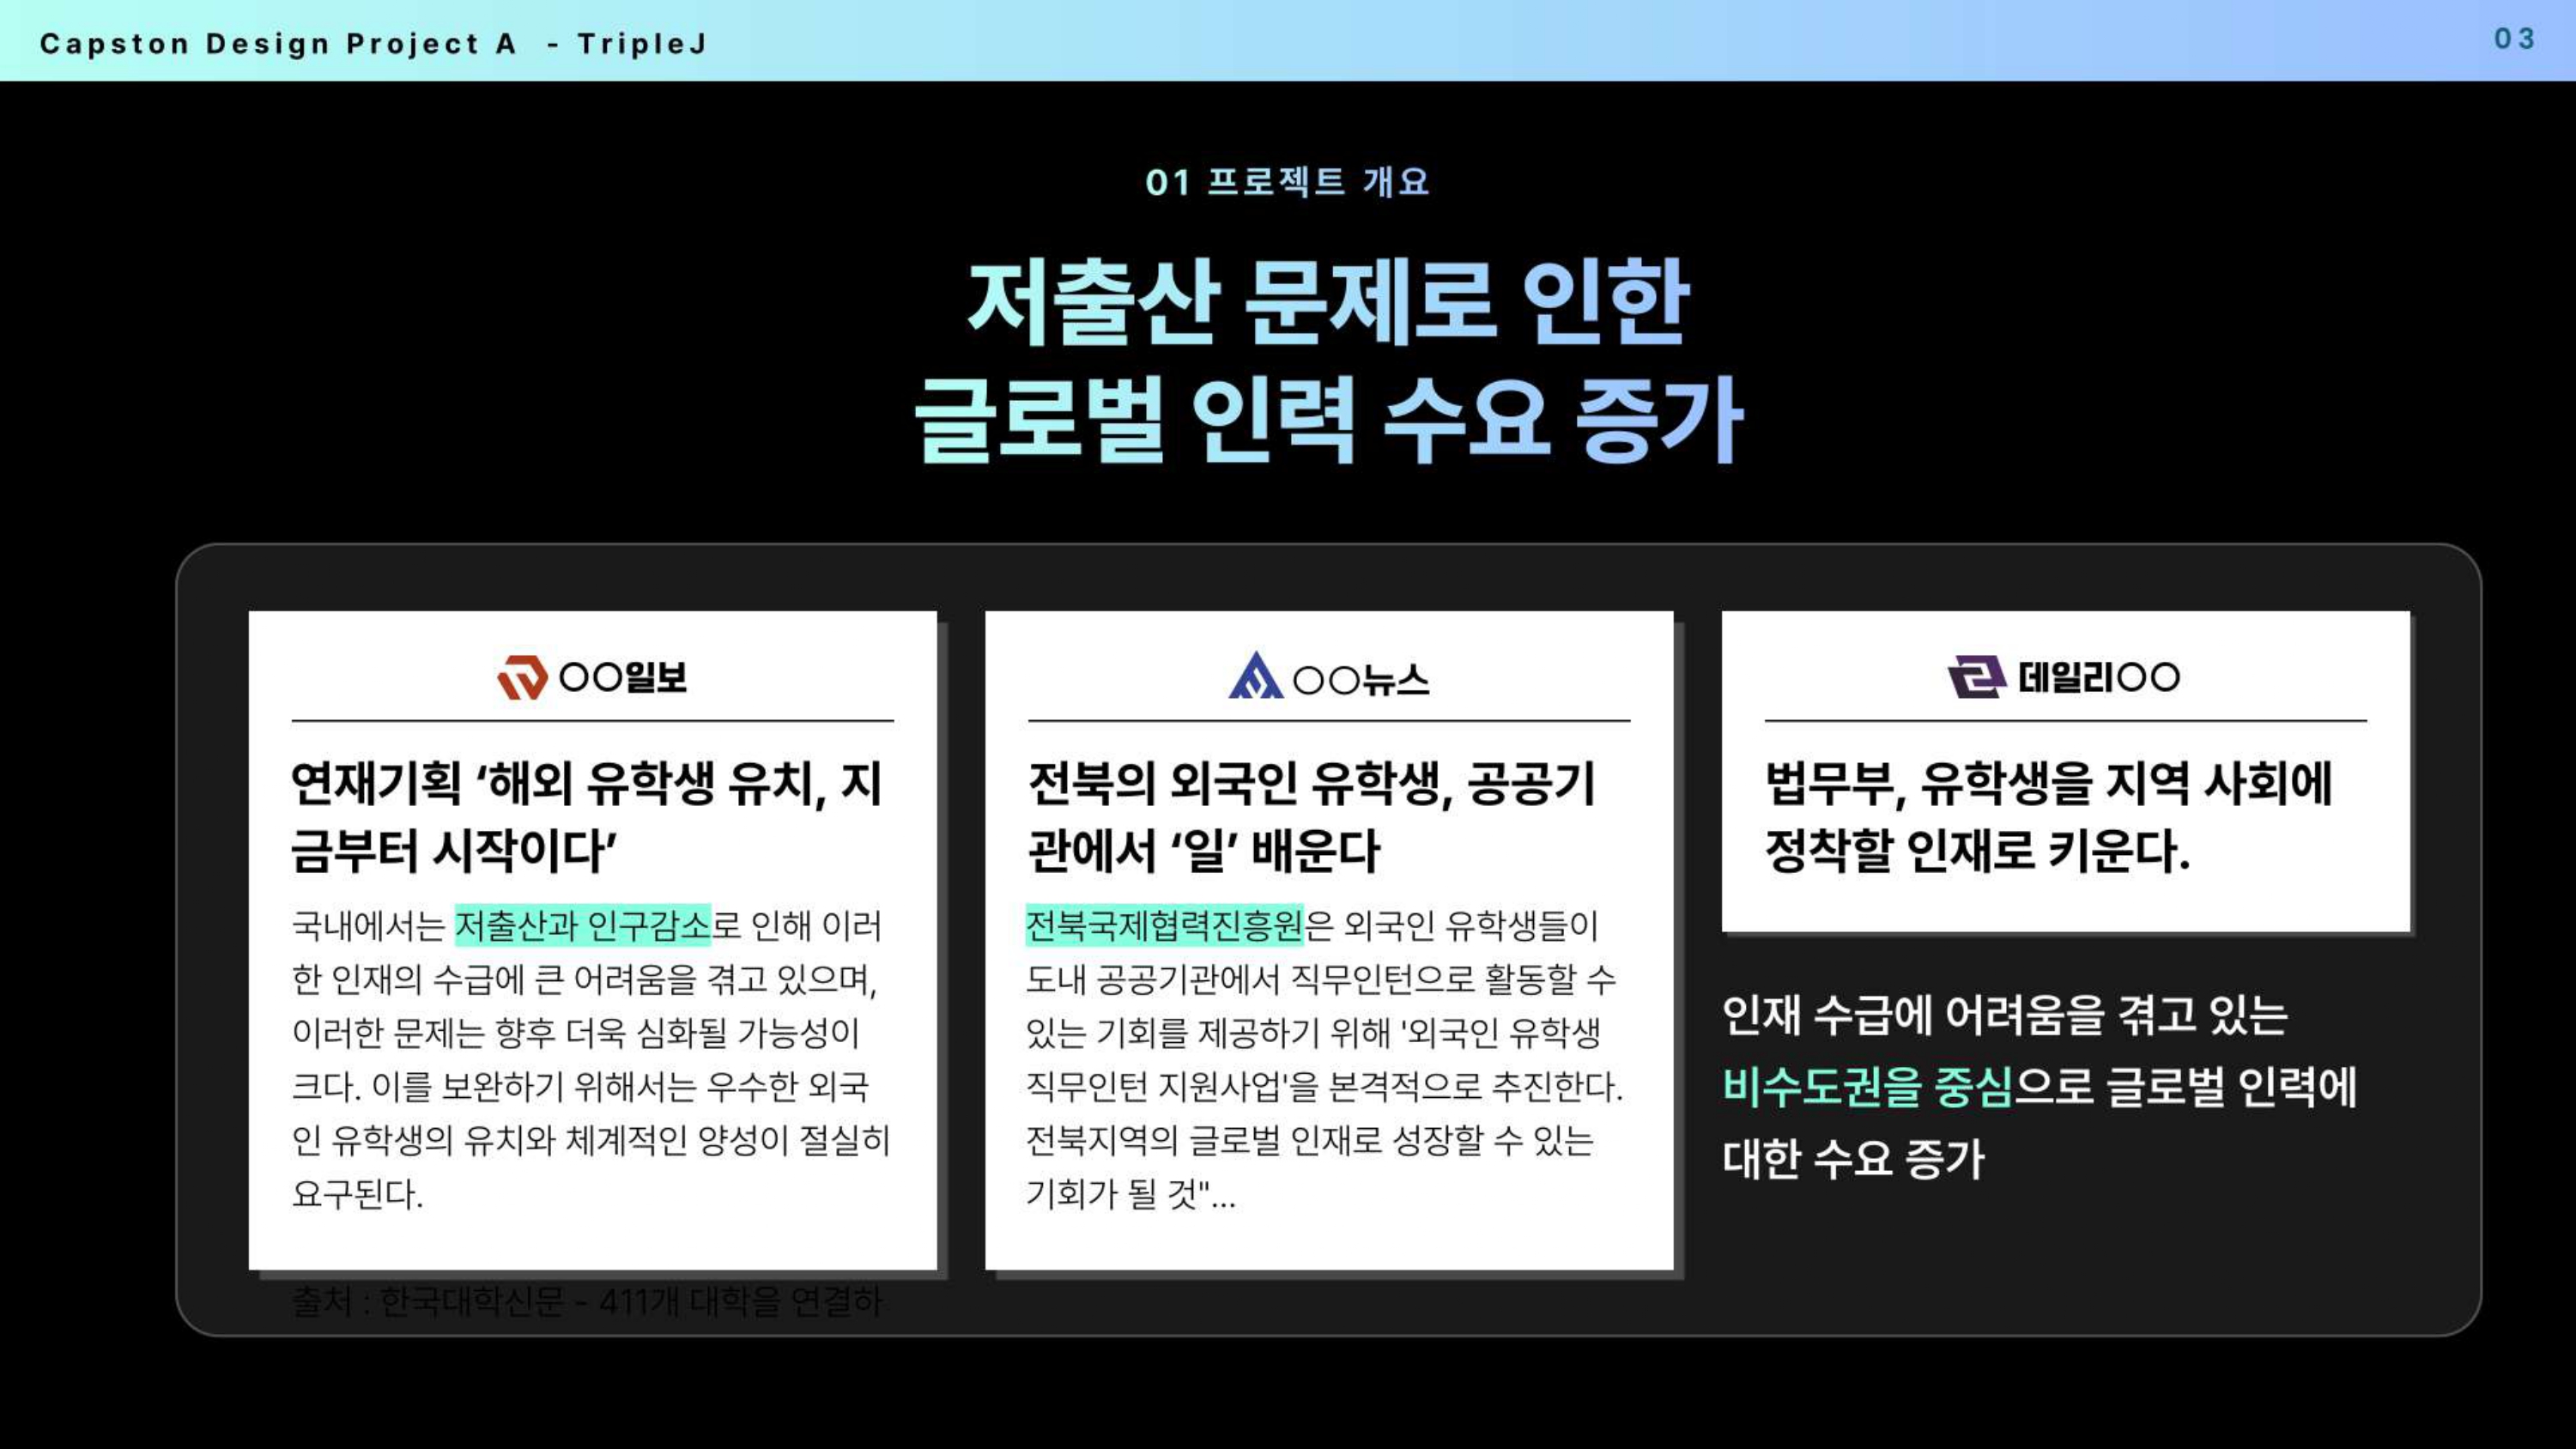 Capston Design Project A - TripleJ
03
01 프로젝트 개요
저출산 문제로 인한
글로벌 인력 수요 증가
○○일보
연재기획 ‘해외 유학생 유치, 지
금부터 시작이다’
국내에서는 저출산과 인구감소로 인해 이러
한 인재의 수급에 큰 어려움을 겪고 있으며,
이러한 문제는 향후 더욱 심화될 가능성이
크다. 이를 보완하기 위해서는 우수한 외국
인 유학생의 유치와 체계적인 양성이 절실히
요구된다.
출처 : 한국대학신문 - 411개 대학을 연결하
○○뉴스
전북의 외국인 유학생, 공공기
관에서 ‘일’ 배운다
전북국제협력진흥원은 외국인 유학생들이
도내 공공기관에서 직무인턴으로 활동할 수
있는 기회를 제공하기 위해 '외국인 유학생
직무인턴 지원사업'을 본격적으로 추진한다.
전북지역의 글로벌 인재로 성장할 수 있는
기회가 될 것"...
데일리○○
법무부, 유학생을 지역 사회에
정착할 인재로 키운다.
인재 수급에 어려움을 겪고 있는
비수도권을 중심으로 글로벌 인력에
대한 수요 증가